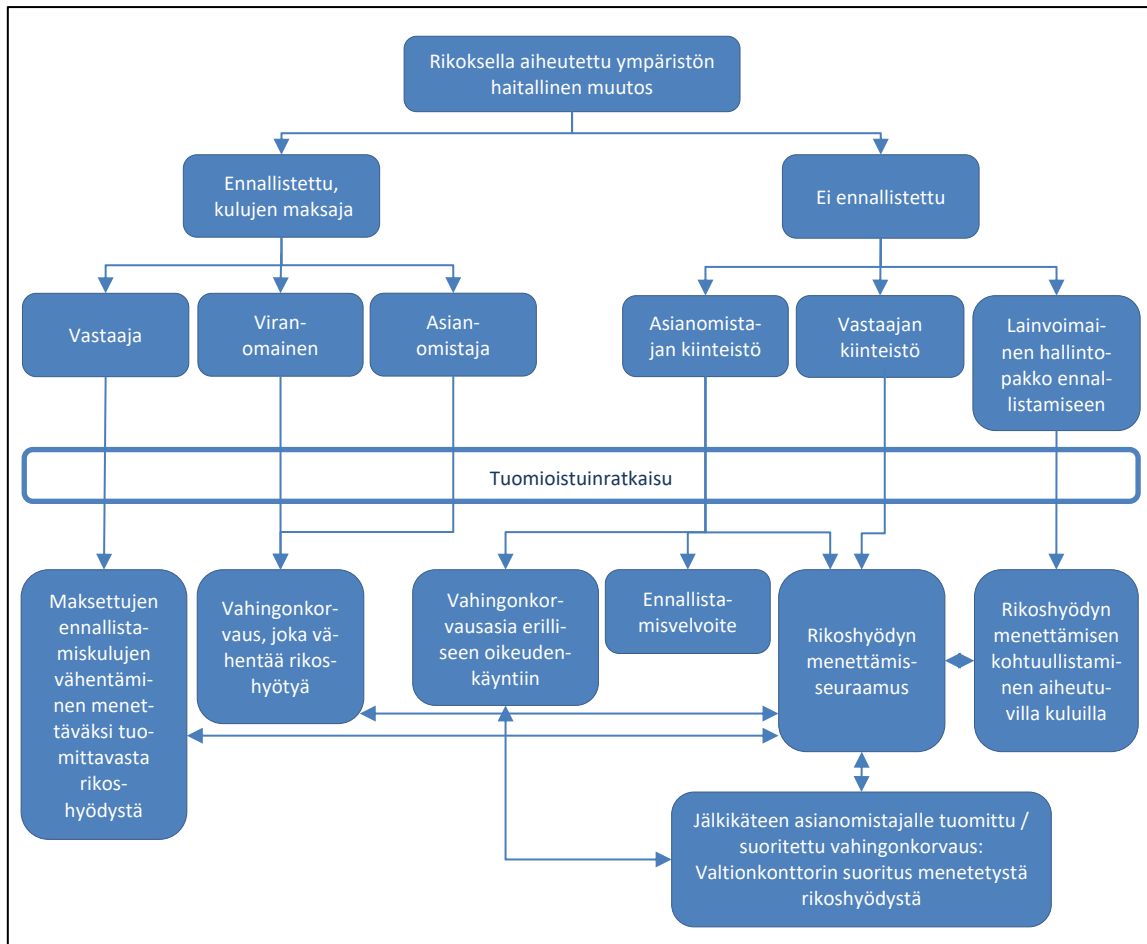 Rikoksella aiheutettu ympäristön
haitallinen muutos
Ennallistettu,
kulujen maksaja
Ei ennallistettu
Vastaaja
Viran-
omainen
Asian-
omistaja
Asianomista-
jan kiinteistö
Vastaajan
kiinteistö
Lainvoimai-
nen hallinto-
pakko ennal-
listamiseen
Tuomioistuinratkaisu
Maksettujen
ennallista-
miskulujen
vähentämi-
nen menet-
täväksi tuo-
mittavasta
rikos-
hyödystä
Vahingonkor-
vaus, joka vä-
hentää rikos-
hyötyä
Vahingonkor-
vausasia erilli-
seen oikeuden-
käyntiin
Ennallista-
misvelvoite
Rikoshyödyn
menettämis-
seuraamus
Rikoshyödyn
menettämisen
kohtuullistami-
nen aiheutu-
villa kuluilla
Jälkikäteen asianomistajalle tuomittu /
suoritettu vahingonkorvaus:
Valtionkonttorin suoritus menetetystä
rikoshyödystä